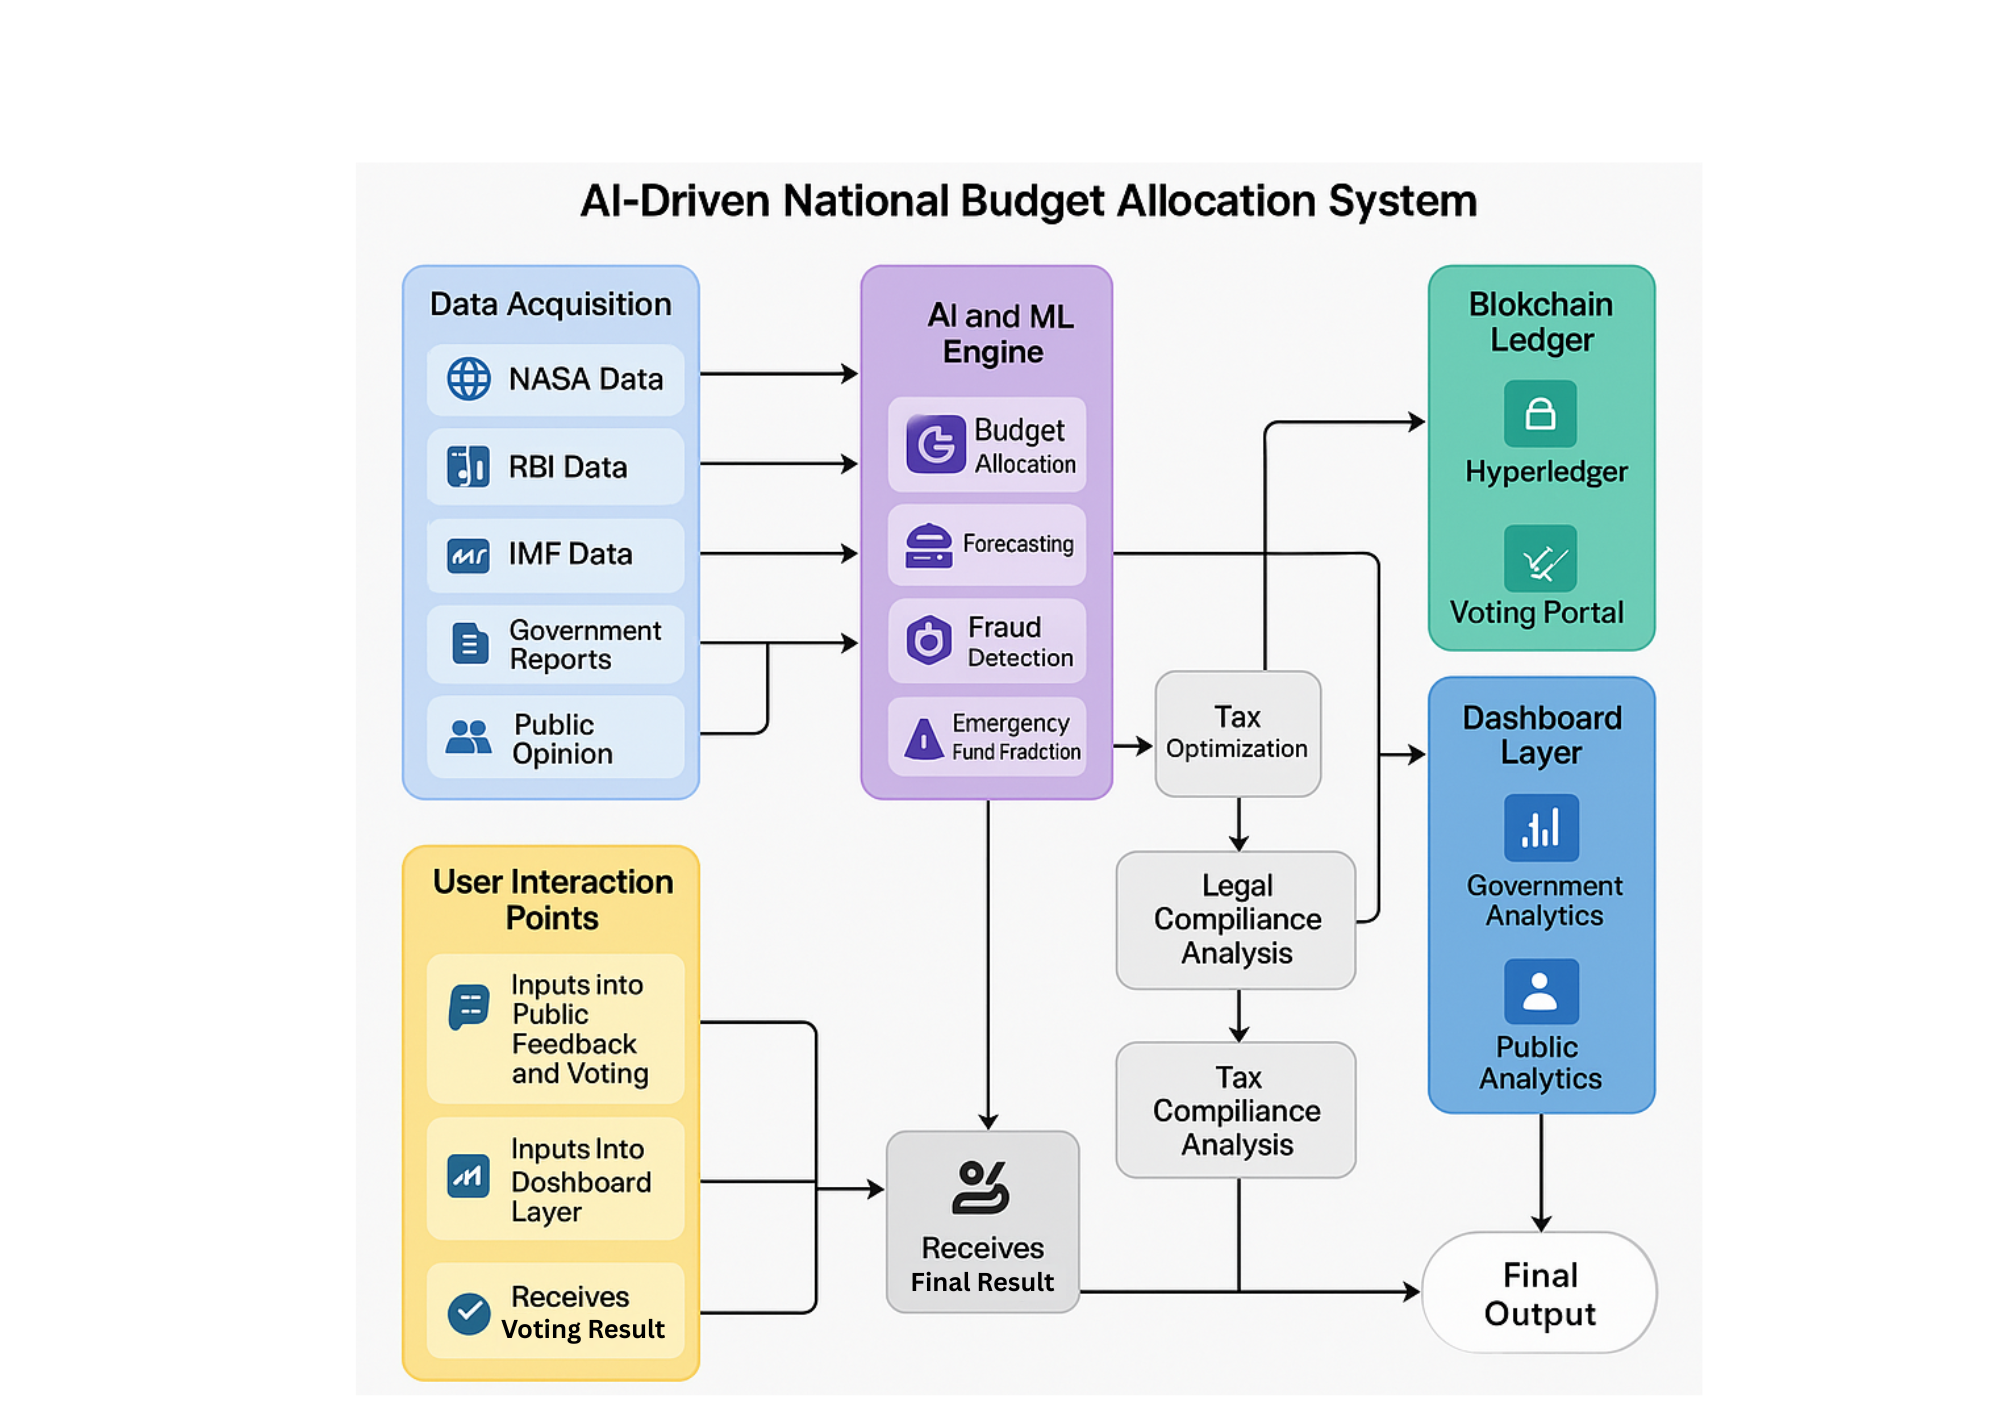 AI-Driven National Budget Allocation System
Data Acquisition
NASA Data
RBI Data
IMF Data
Government
Reports
Public
Opinion
AI and ML
Engine
Budget
Allocation
Forecasting
Fraud
Detection
Emergency
Fund Fradction
Tax
Optimization
Legal
Compiliance
Analysis
Tax
Compiliance
Analysis
Blokchain
Ledger
Hyperledger
Voting Portal
Dashboard
Layer
Government
Analytics
Public
Analytics
User Interaction
Points
Inputs into
Public
Feedback
and Voting
Inputs Into
Doshboard
Layer
Receives
Voting Result
Receives
Final Result
Final
Output